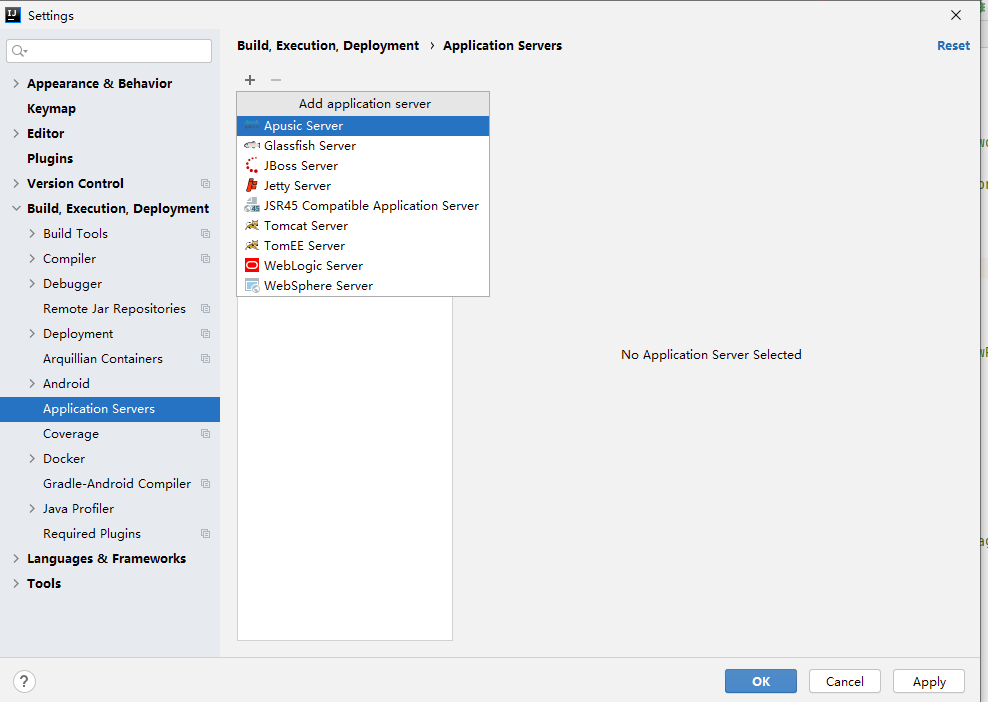 Settings
Build, Execution, Deployment › Application Servers
Reset
Appearance & Behavior
Keymap
Editor
Plugins
Version Control
Build, Execution, Deployment
Build Tools
Compiler
Debugger
Remote Jar Repositories
Deployment
Arquillian Containers
Android
Application Servers
Coverage
Docker
Gradle-Android Compiler
Java Profiler
Required Plugins
Languages & Frameworks
Tools
Add application server
Apusic Server
Glassfish Server
JBoss Server
Jetty Server
JSR45 Compatible Application Server
Tomcat Server
TomEE Server
WebLogic Server
WebSphere Server
No Application Server Selected
?
OK
Cancel
Apply